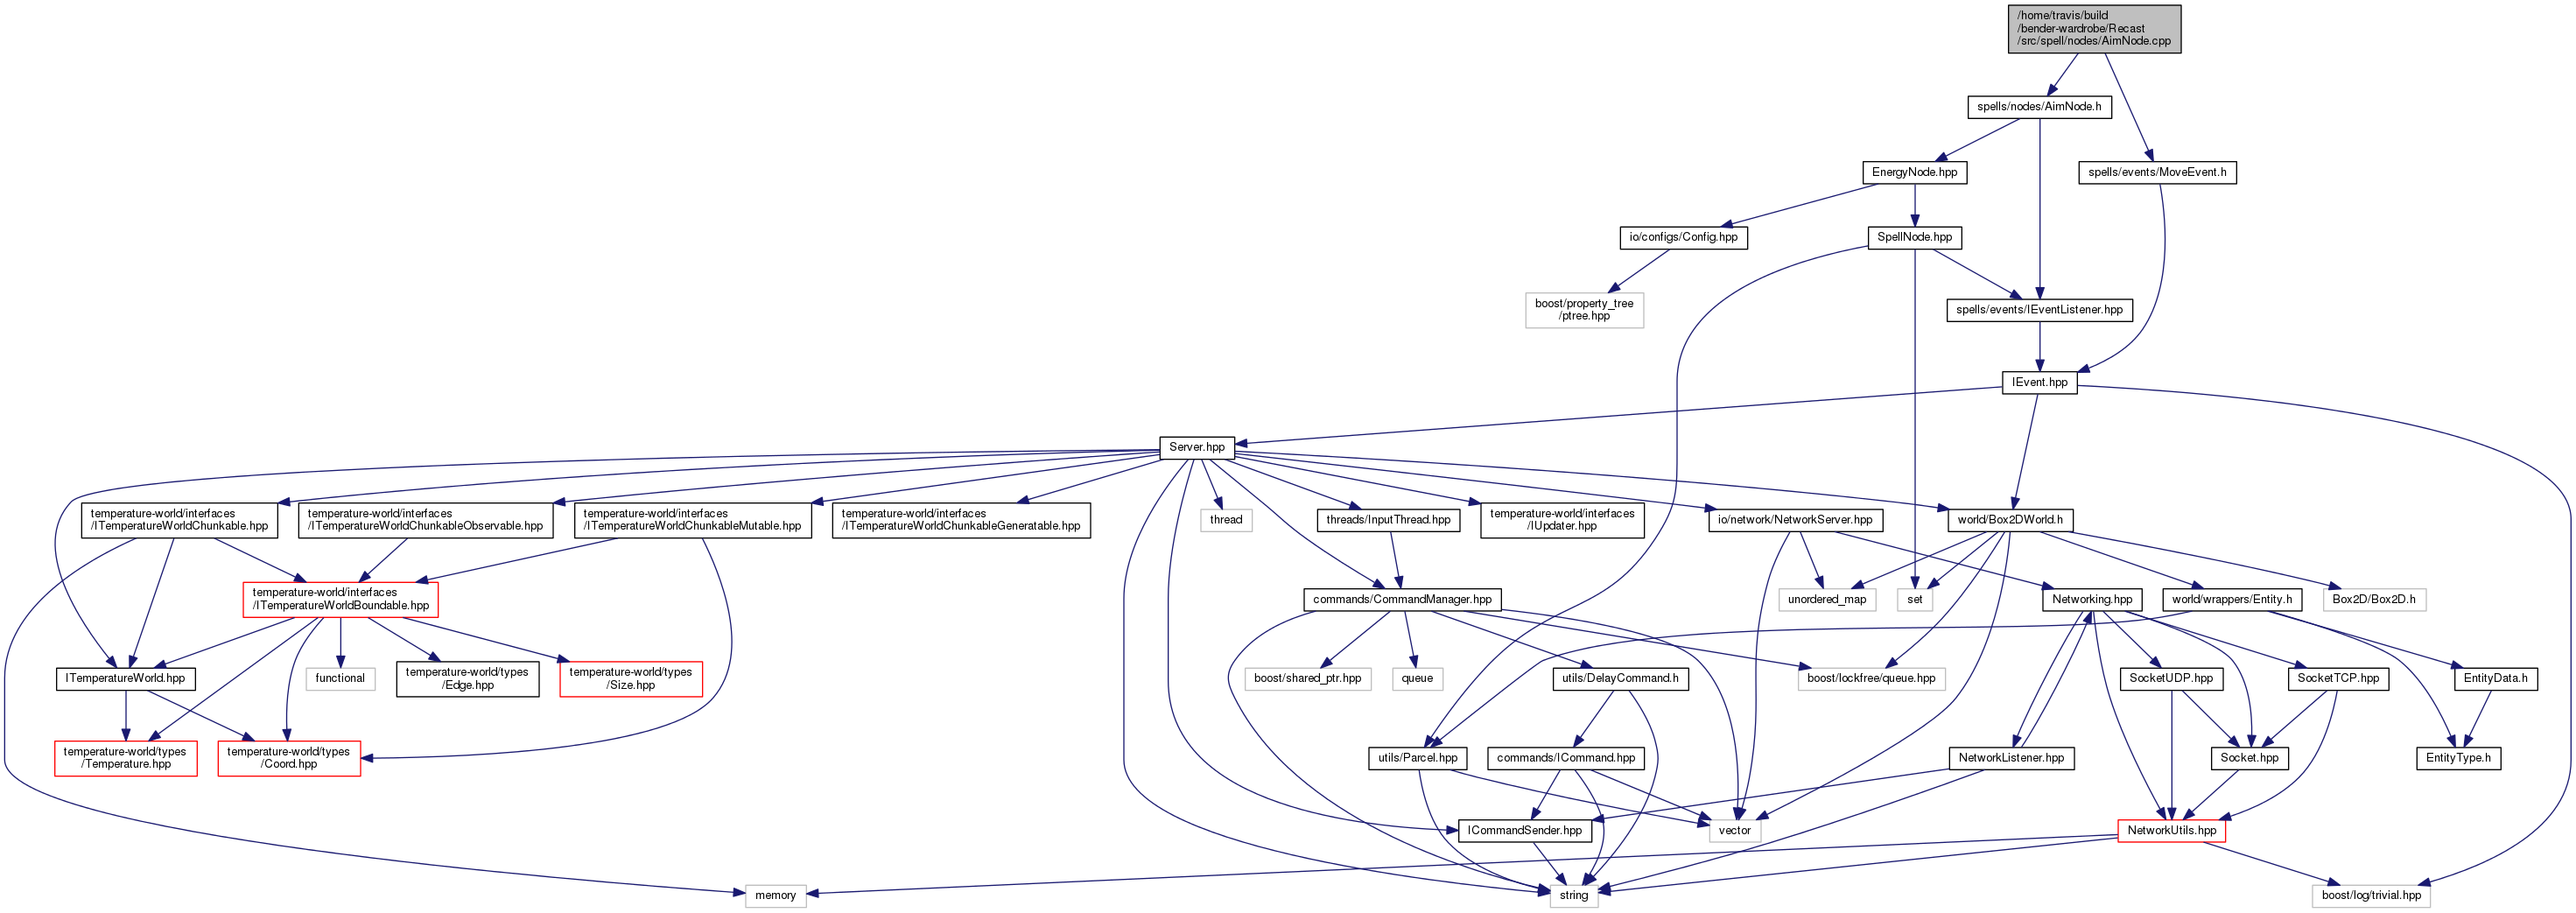 /home/travis/build
/bender-wardrobe/Recast
/src/spell/nodes/AimNode.cpp
spells/nodes/AimNode.h
EnergyNode.hpp
spells/events/MoveEvent.h
io/configs/Config.hpp
SpellNode.hpp
boost/property_tree
/ptree.hpp
spells/events/IEventListener.hpp
IEvent.hpp
Server.hpp
temperature-world/interfaces
/ITemperatureWorldChunkable.hpp
temperature-world/interfaces
/ITemperatureWorldChunkableObservable.hpp
temperature-world/interfaces
/ITemperatureWorldChunkableMutable.hpp
temperature-world/interfaces
/ITemperatureWorldChunkableGeneratable.hpp
thread
threads/InputThread.hpp
temperature-world/interfaces
/IUpdater.hpp
io/network/NetworkServer.hpp
world/Box2DWorld.h
temperature-world/interfaces
/ITemperatureWorldBoundable.hpp
commands/CommandManager.hpp
unordered_map
set
Networking.hpp
world/wrappers/Entity.h
Box2D/Box2D.h
ITemperatureWorld.hpp
functional
temperature-world/types
/Edge.hpp
temperature-world/types
/Size.hpp
boost/shared_ptr.hpp
queue
utils/DelayCommand.h
boost/lockfree/queue.hpp
SocketUDP.hpp
SocketTCP.hpp
EntityData.h
temperature-world/types
/Temperature.hpp
temperature-world/types
/Coord.hpp
utils/Parcel.hpp
commands/ICommand.hpp
NetworkListener.hpp
Socket.hpp
EntityType.h
ICommandSender.hpp
vector
NetworkUtils.hpp
memory
string
boost/log/trivial.hpp